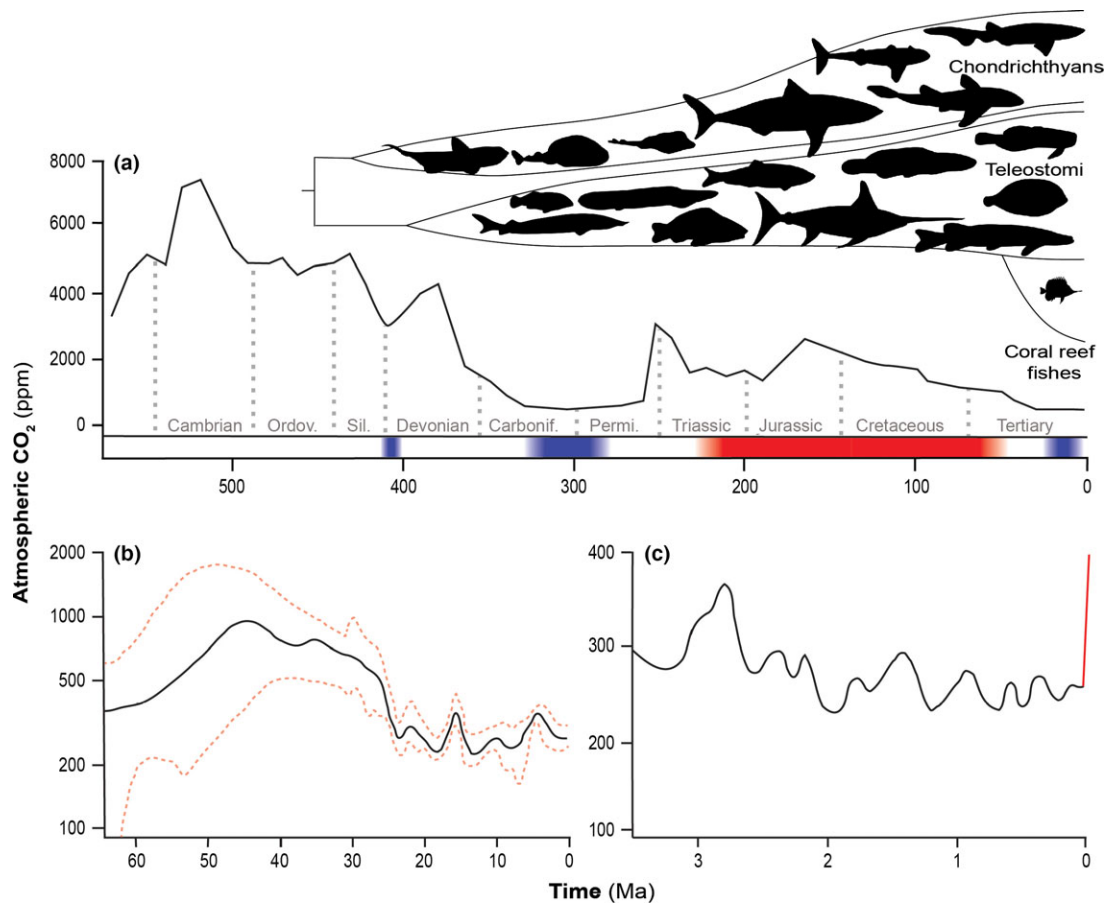 (a)
Chondrichthyans
Teleostomi
Coral reef
fishes
8000
6000
4000
2000
0
Cambrian Ordov. Sil. Devonian Carbonif. Permi. Triassic Jurassic Cretaceous Tertiary
500 400 300 200 100 0
Atmospheric CO₂ (ppm)
(b)
2000
1000
500
200
100
60 50 40 30 20 10 0
(c)
400
300
200
100
3 2 1 0
Time (Ma)